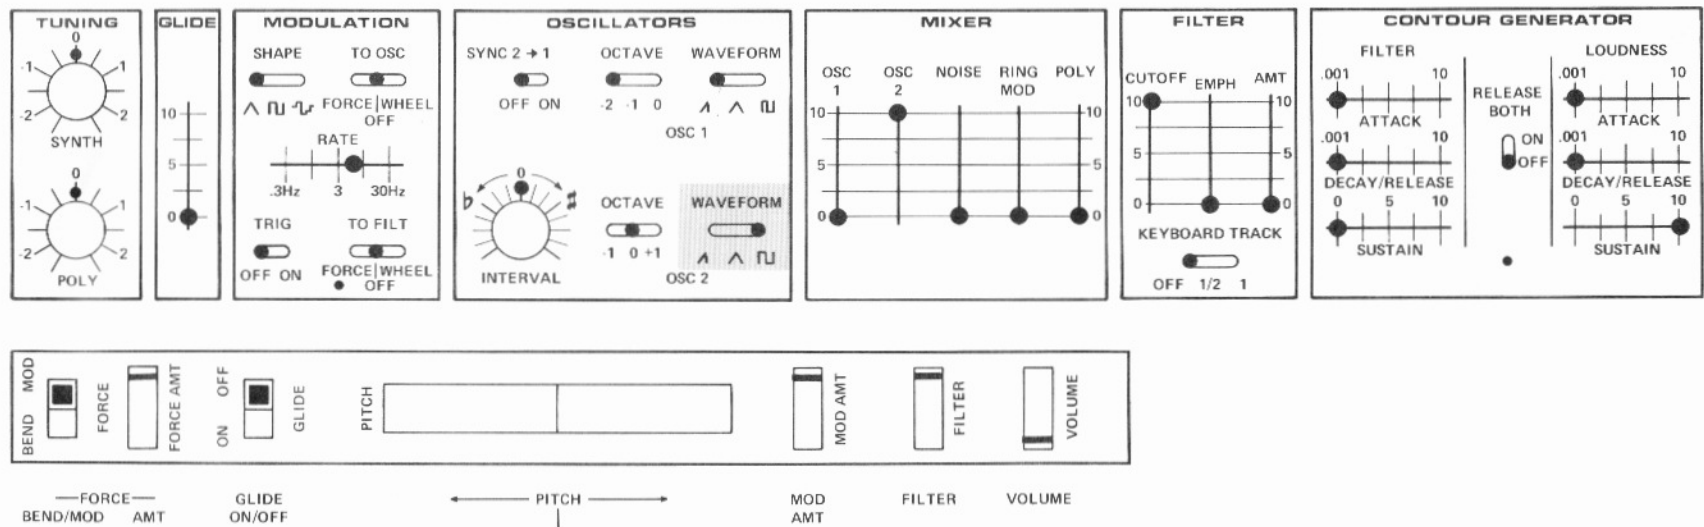 TUNING
0
-1 1
-2 2
SYNTH
0
-1 1
-2 2
POLY
GLIDE
10
5
0
MODULATION
SHAPE TO OSC
FORCE|WHEEL
OFF
RATE
.3Hz 3 30Hz
TRIG TO FILT
OFF ON FORCE|WHEEL
OFF
OSCILLATORS
SYNC 2 → 1 OCTAVE WAVEFORM
OFF ON -2 -1 0
OSC 1
♭ 0 ♯
OCTAVE WAVEFORM
-1 0 +1
INTERVAL OSC 2
MIXER
OSC 1 OSC 2 NOISE RING MOD POLY
10 10
5
0 0
FILTER
CUTOFF EMPH AMT
10 10
5
0 0
KEYBOARD TRACK
OFF 1/2 1
CONTOUR GENERATOR
FILTER
.001 10
ATTACK
.001 10
DECAY/RELEASE
0 5 10
SUSTAIN
RELEASE
BOTH
ON
OFF
LOUDNESS
.001 10
ATTACK
.001 10
DECAY/RELEASE
0 5 10
SUSTAIN
BEND MOD
FORCE
FORCE AMT
ON OFF
GLIDE
PITCH
MOD AMT
FILTER
VOLUME
FORCE GLIDE PITCH MOD FILTER VOLUME
BEND/MOD AMT ON/OFF AMT